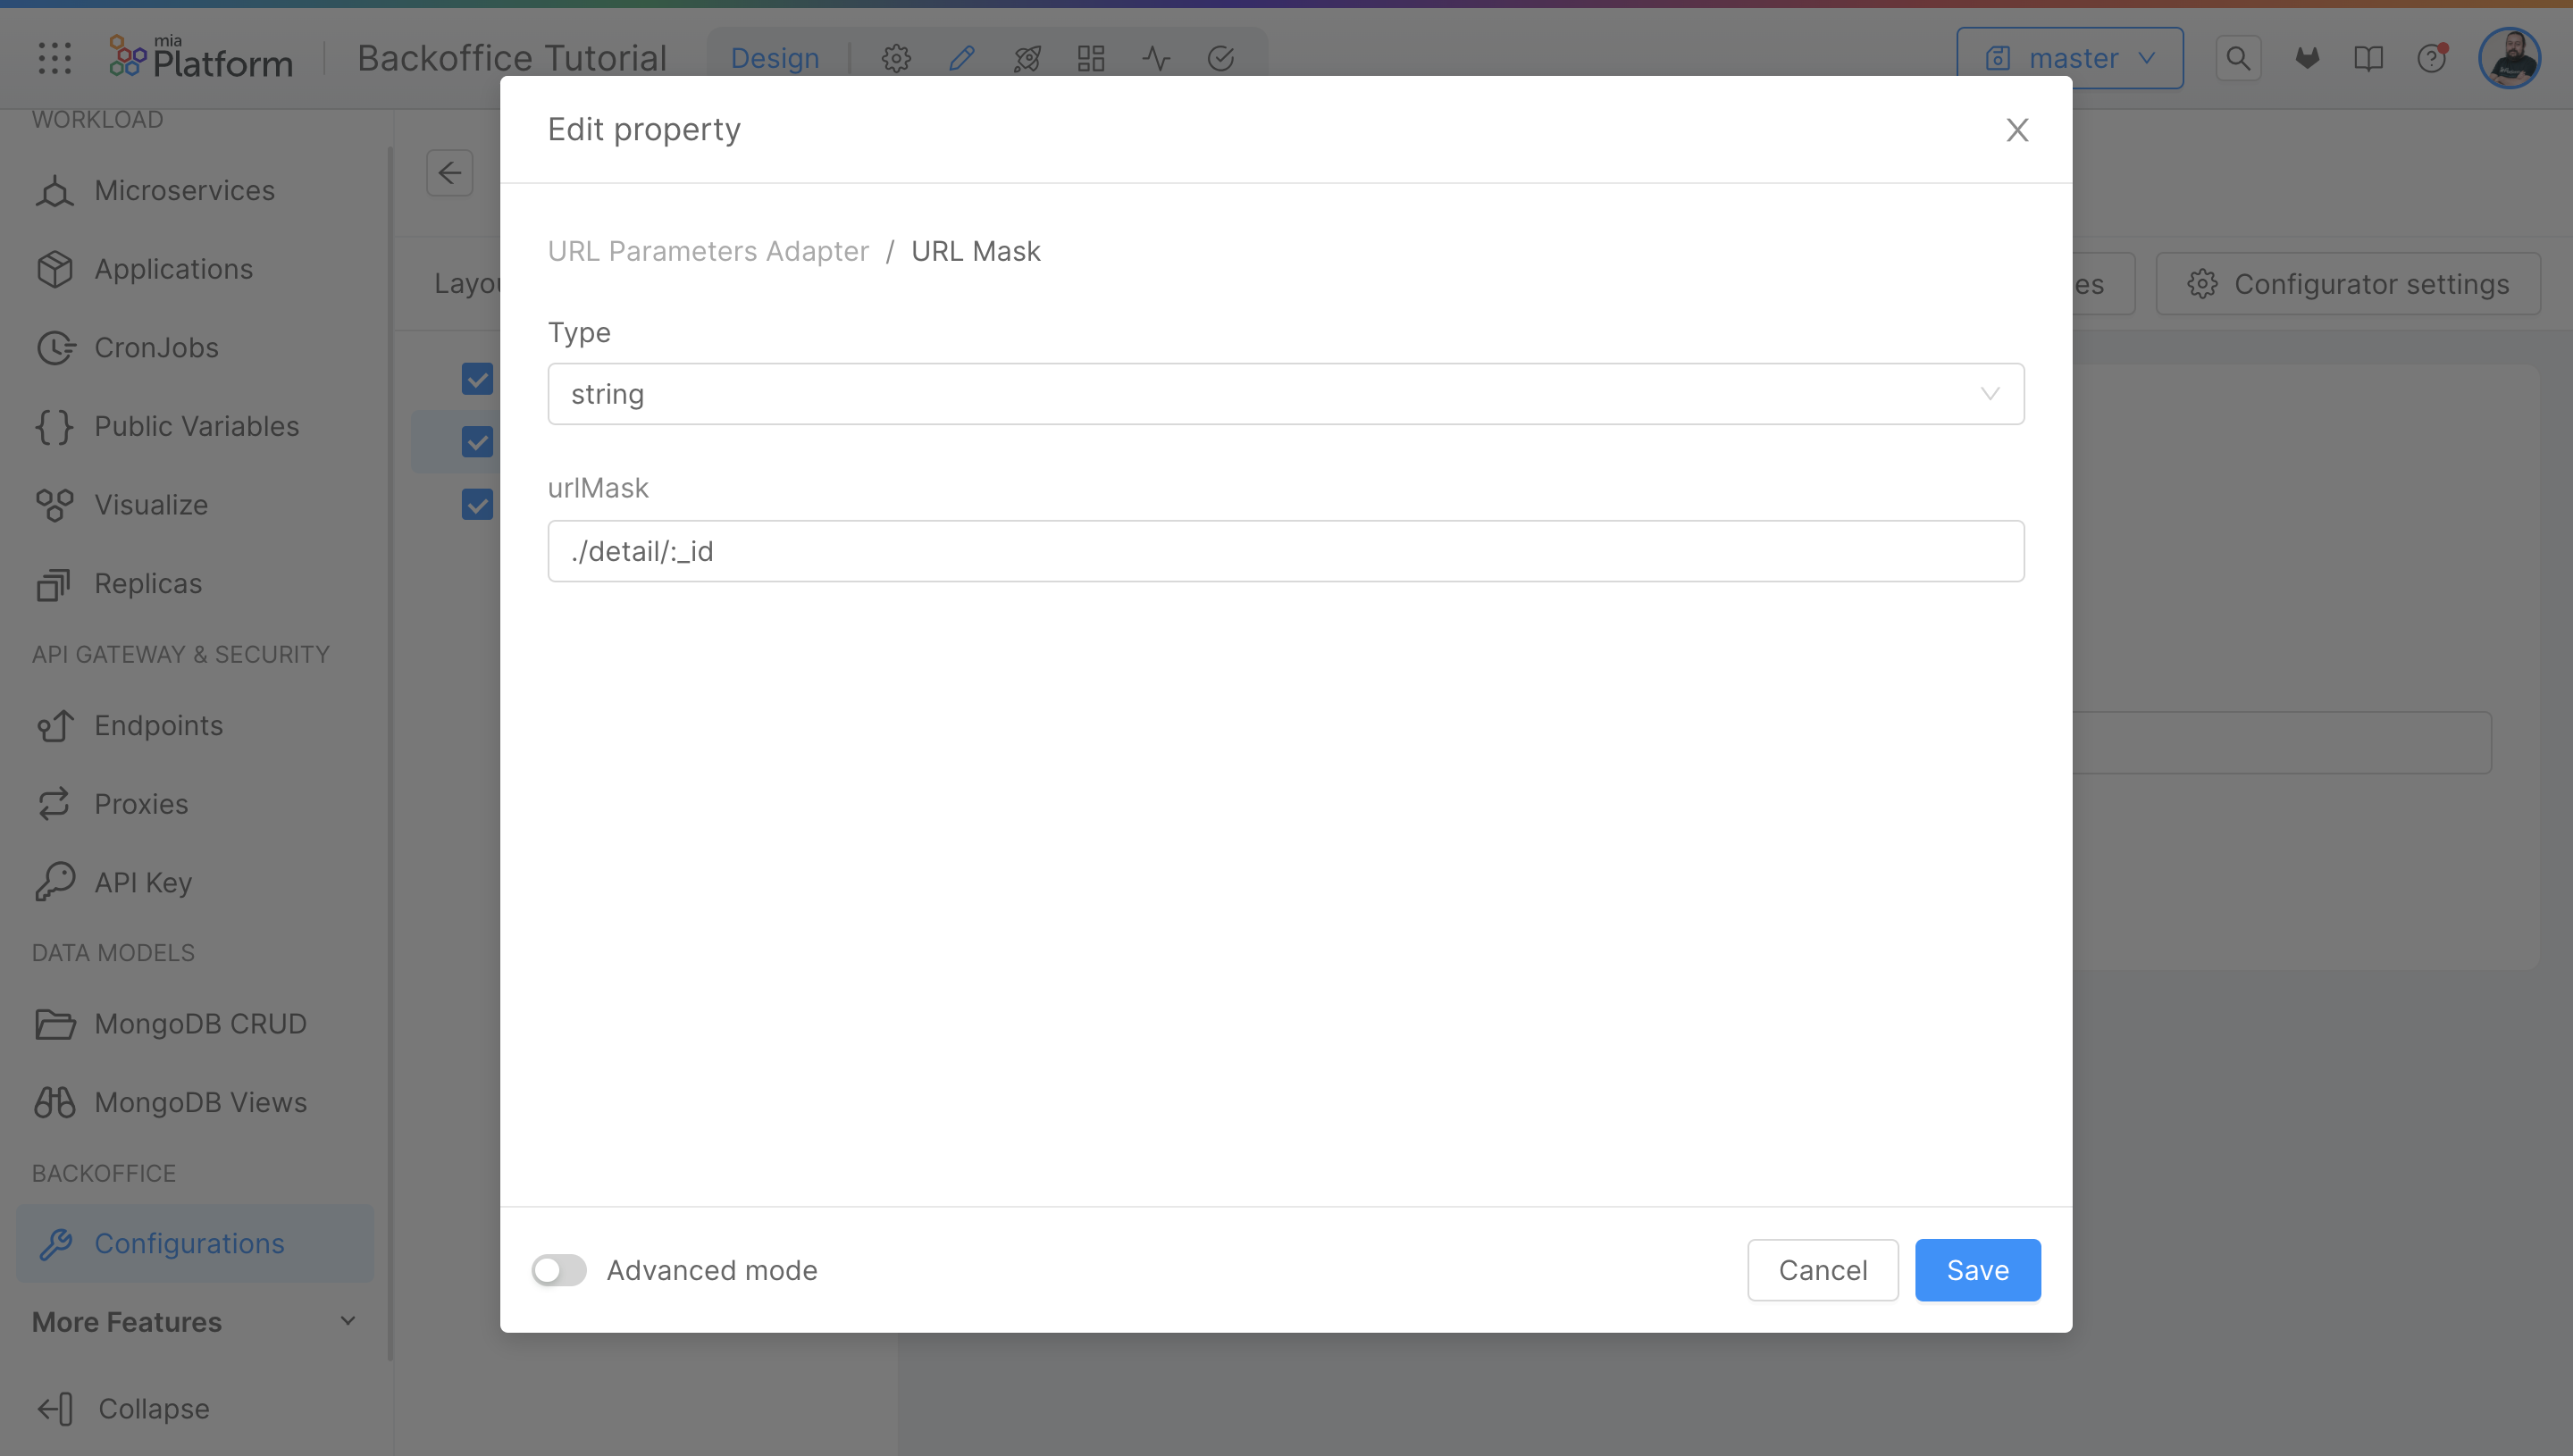 mia
Platform
Backoffice Tutorial
Design
master
WORKLOAD
Microservices
Applications
CronJobs
Public Variables
Visualize
Replicas
API GATEWAY & SECURITY
Endpoints
Proxies
API Key
DATA MODELS
MongoDB CRUD
MongoDB Views
BACKOFFICE
Configurations
More Features
Collapse
Layou
es
Configurator settings
Edit property
URL Parameters Adapter / URL Mask
Type
string
urlMask
./detail/:_id
Advanced mode
Cancel
Save